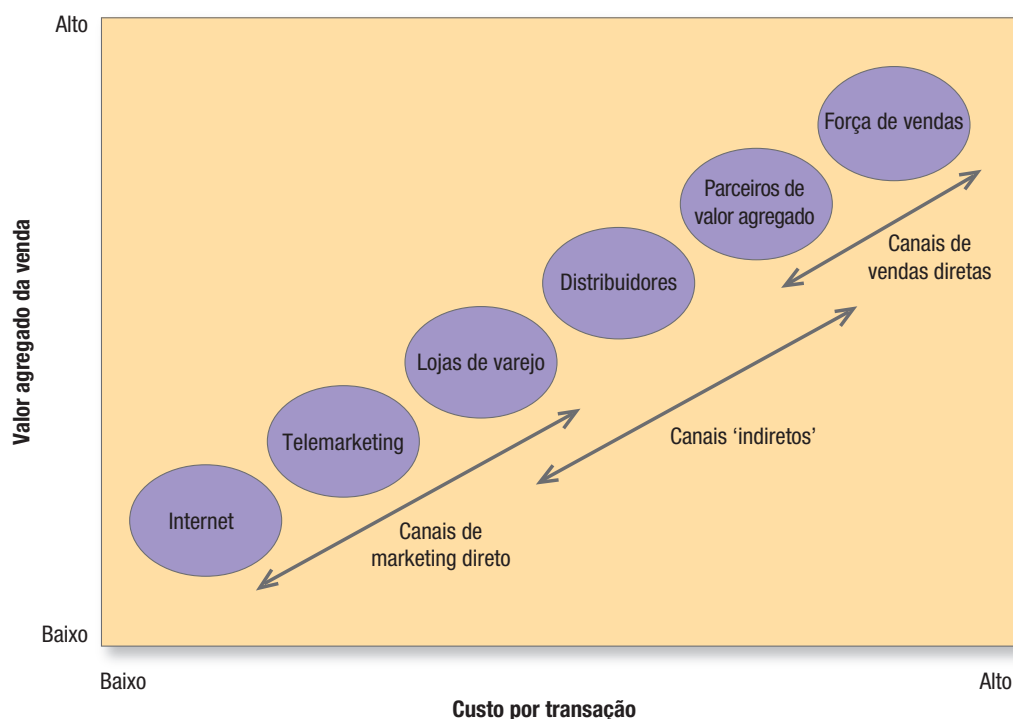 Alto
Força de vendas
Parceiros de
valor agregado
Canais de
vendas diretas
Distribuidores
Lojas de varejo
Canais ‘indiretos’
Telemarketing
Internet
Canais de
marketing direto
Valor agregado da venda
Baixo
Baixo
Alto
Custo por transação